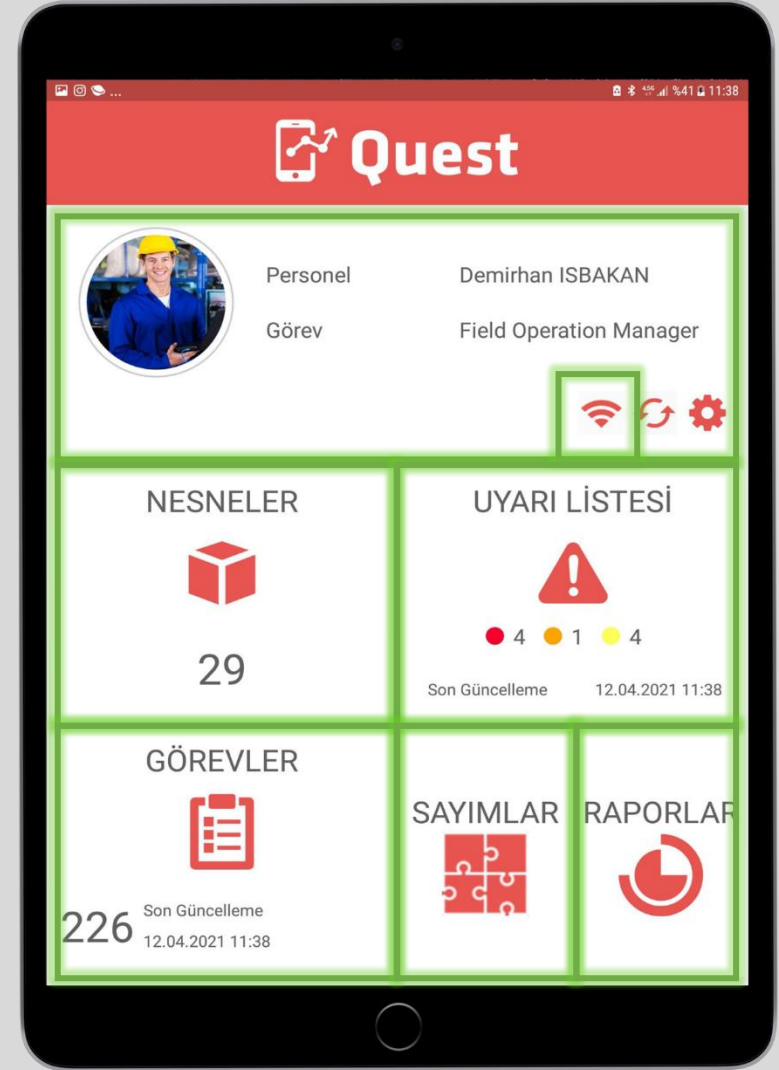 ... %41 11:38
Quest
Personel Demirhan ISBAKAN
Görev Field Operation Manager
NESNELER
29
UYARI LİSTESİ
4 1 4
Son Güncelleme 12.04.2021 11:38
GÖREVLER
226
Son Güncelleme
12.04.2021 11:38
SAYIMLAR
RAPORLAR